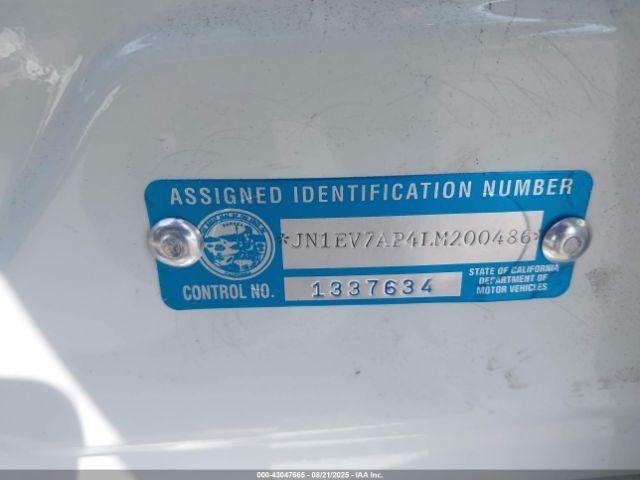 ASSIGNED IDENTIFICATION NUMBER
*JN1EV7AP4LM200486*
CONTROL NO. 1337634
STATE OF CALIFORNIA
DEPARTMENT OF
MOTOR VEHICLES
000-43047665 - 08/21/2025 - IAA Inc.